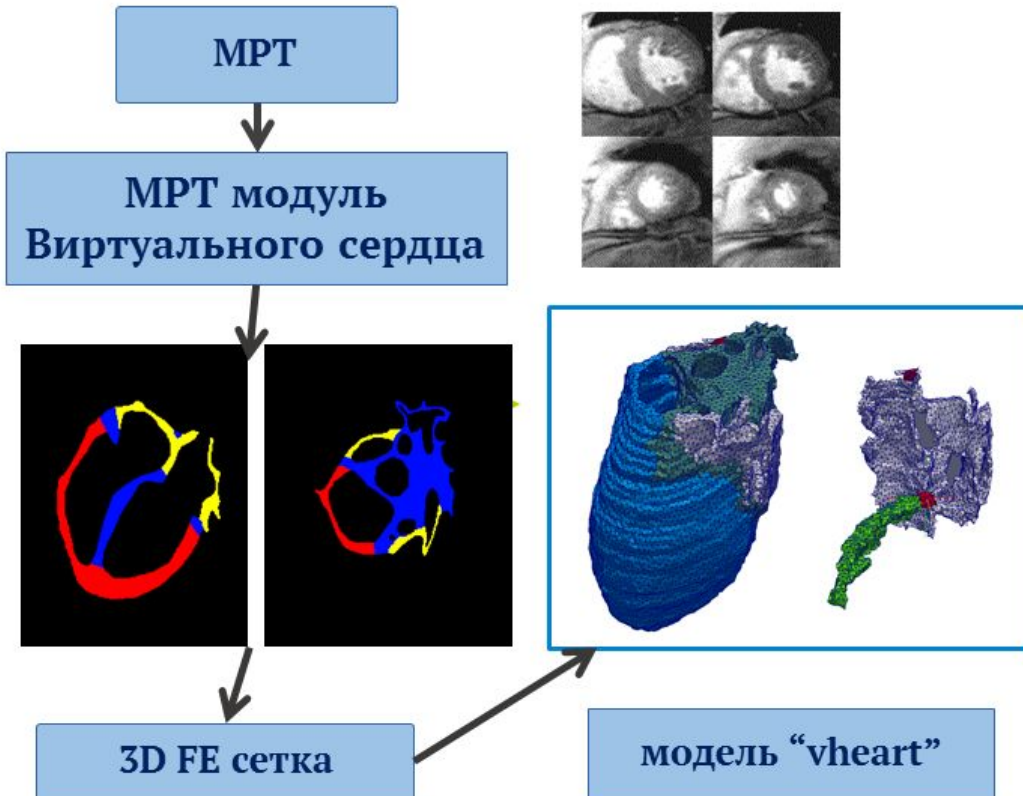 МРТ
МРТ модуль
Виртуального сердца
3D FE сетка
модель “vheart”